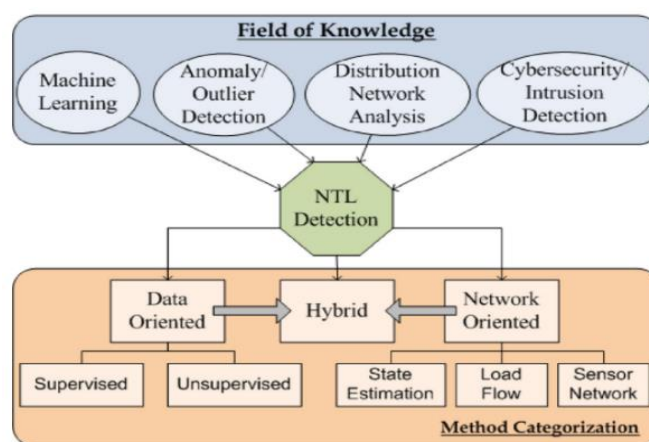 Field of Knowledge
Machine
Learning
Anomaly/
Outlier
Detection
Distribution
Network
Analysis
Cybersecurity/
Intrusion
Detection
NTL
Detection
Data
Oriented
Hybrid
Network
Oriented
Supervised
Unsupervised
State
Estimation
Load
Flow
Sensor
Network
Method Categorization